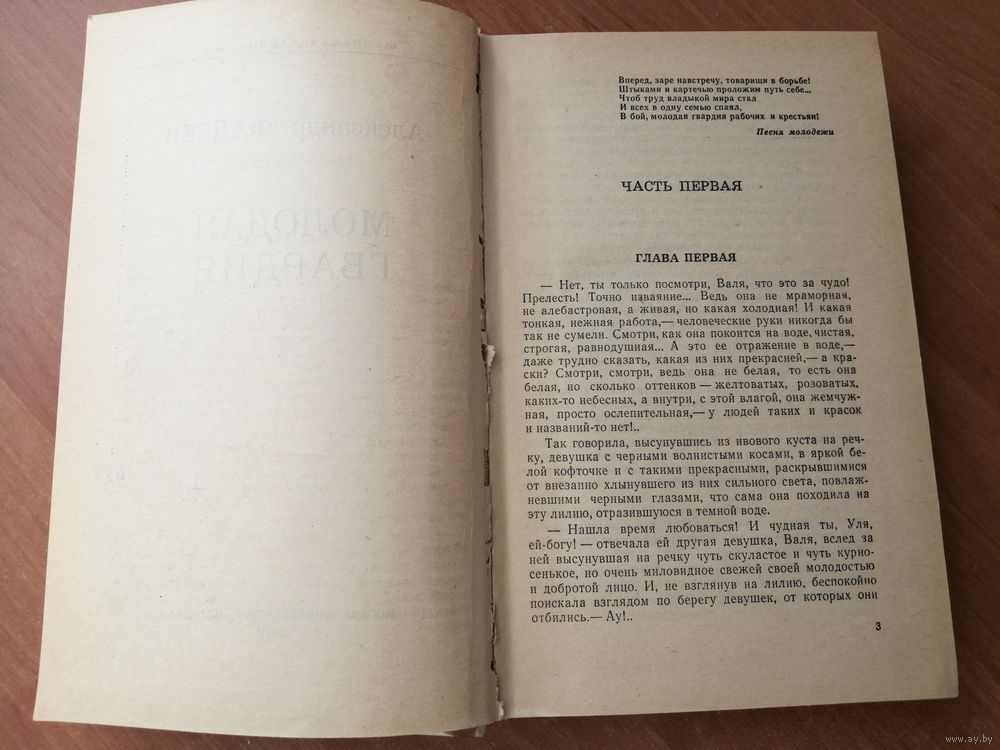 Александр ФАДЕЕВ
МОЛОДАЯ
ГВАРДИЯ
Вперед, заре навстречу, товарищи в борьбе!
Штыками и картечью проложим путь себе...
Чтоб труд владыкой мира стал
И всех в одну семью спаял,
В бой, молодая гвардия рабочих и крестьян!
Песня молодежи
ЧАСТЬ ПЕРВАЯ
ГЛАВА ПЕРВАЯ
— Нет, ты только посмотри, Валя, что это за чудо!
Прелесть! Точно изваяние... Ведь она не мраморная,
не алебастровая, а живая, но какая холодная! И какая
тонкая, нежная работа,— человеческие руки никогда бы
так не сумели. Смотри, как она покоится на воде, чистая,
строгая, равнодушная... А это ее отражение в воде,—
даже трудно сказать, какая из них прекрасней,— а кра-
ски? Смотри, смотри, ведь она не белая, то есть она
белая, но сколько оттенков — желтоватых, розоватых,
каких-то небесных, а внутри, с этой влагой, она жемчуж-
ная, просто ослепительная,— у людей таких и красок
и названий-то нет!..
Так говорила, высунувшись из ивового куста на реч-
ку, девушка с черными волнистыми косами, в яркой бе-
лой кофточке и с такими прекрасными, раскрывшимися
от внезапно хлынувшего из них сильного света, повлаж-
невшими черными глазами, что сама она походила на
эту лилию, отразившуюся в темной воде.
— Нашла время любоваться! И чудная ты, Уля,
ей-богу! — отвечала ей другая девушка, Валя, вслед за
ней высунувшая на речку чуть скуластое и чуть курно-
сенькое, но очень миловидное свежей своей молодостью
и добротой лицо. И, не взглянув на лилию, беспокойно
поискала взглядом по берегу девушек, от которых они
отбились.— Ау!..
3
www.ay.by